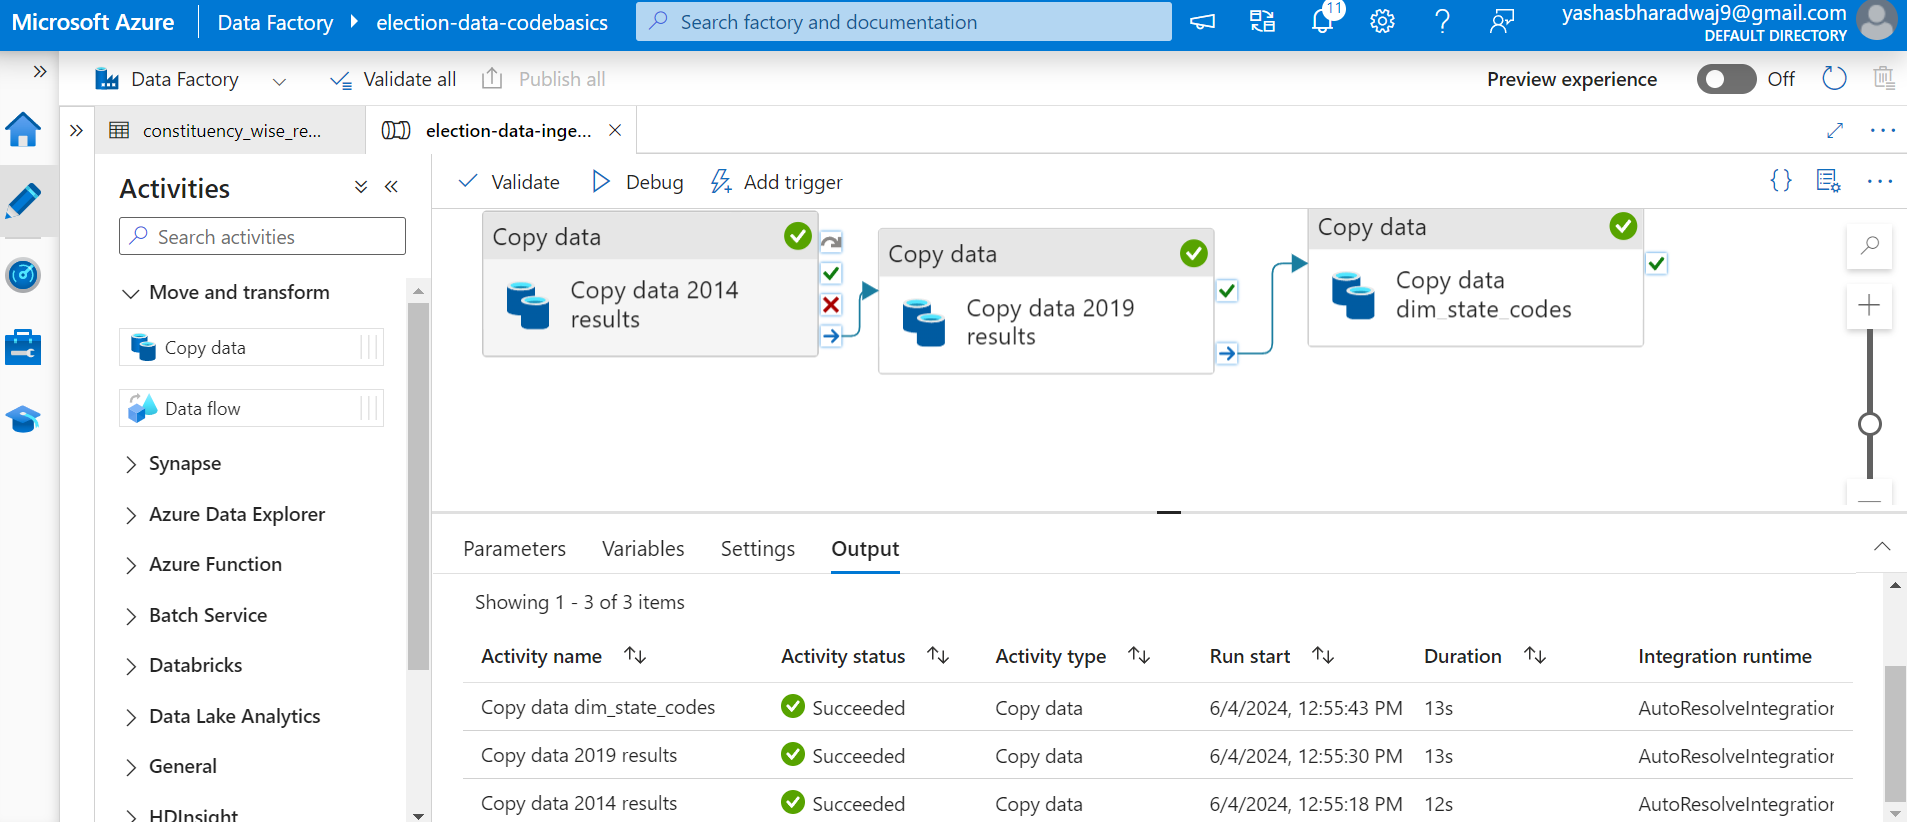 Microsoft Azure
Data Factory
election-data-codebasics
Search factory and documentation
11
yashasbharadwaj9@gmail.com
DEFAULT DIRECTORY
Data Factory
Validate all
Publish all
Preview experience
Off
constituency_wise_re...
election-data-inge...
Activities
Search activities
Move and transform
Copy data
Data flow
Synapse
Azure Data Explorer
Azure Function
Batch Service
Databricks
Data Lake Analytics
General
HDInsight
Validate
Debug
Add trigger
{}
Copy data
Copy data 2014
results
Copy data
Copy data 2019
results
Copy data
Copy data
dim_state_codes
Parameters
Variables
Settings
Output
Showing 1 - 3 of 3 items
Activity name
Activity status
Activity type
Run start
Duration
Integration runtime
Copy data dim_state_codes
Succeeded
Copy data
6/4/2024, 12:55:43 PM
13s
AutoResolveIntegration
Copy data 2019 results
Succeeded
Copy data
6/4/2024, 12:55:30 PM
13s
AutoResolveIntegration
Copy data 2014 results
Succeeded
Copy data
6/4/2024, 12:55:18 PM
12s
AutoResolveIntegration